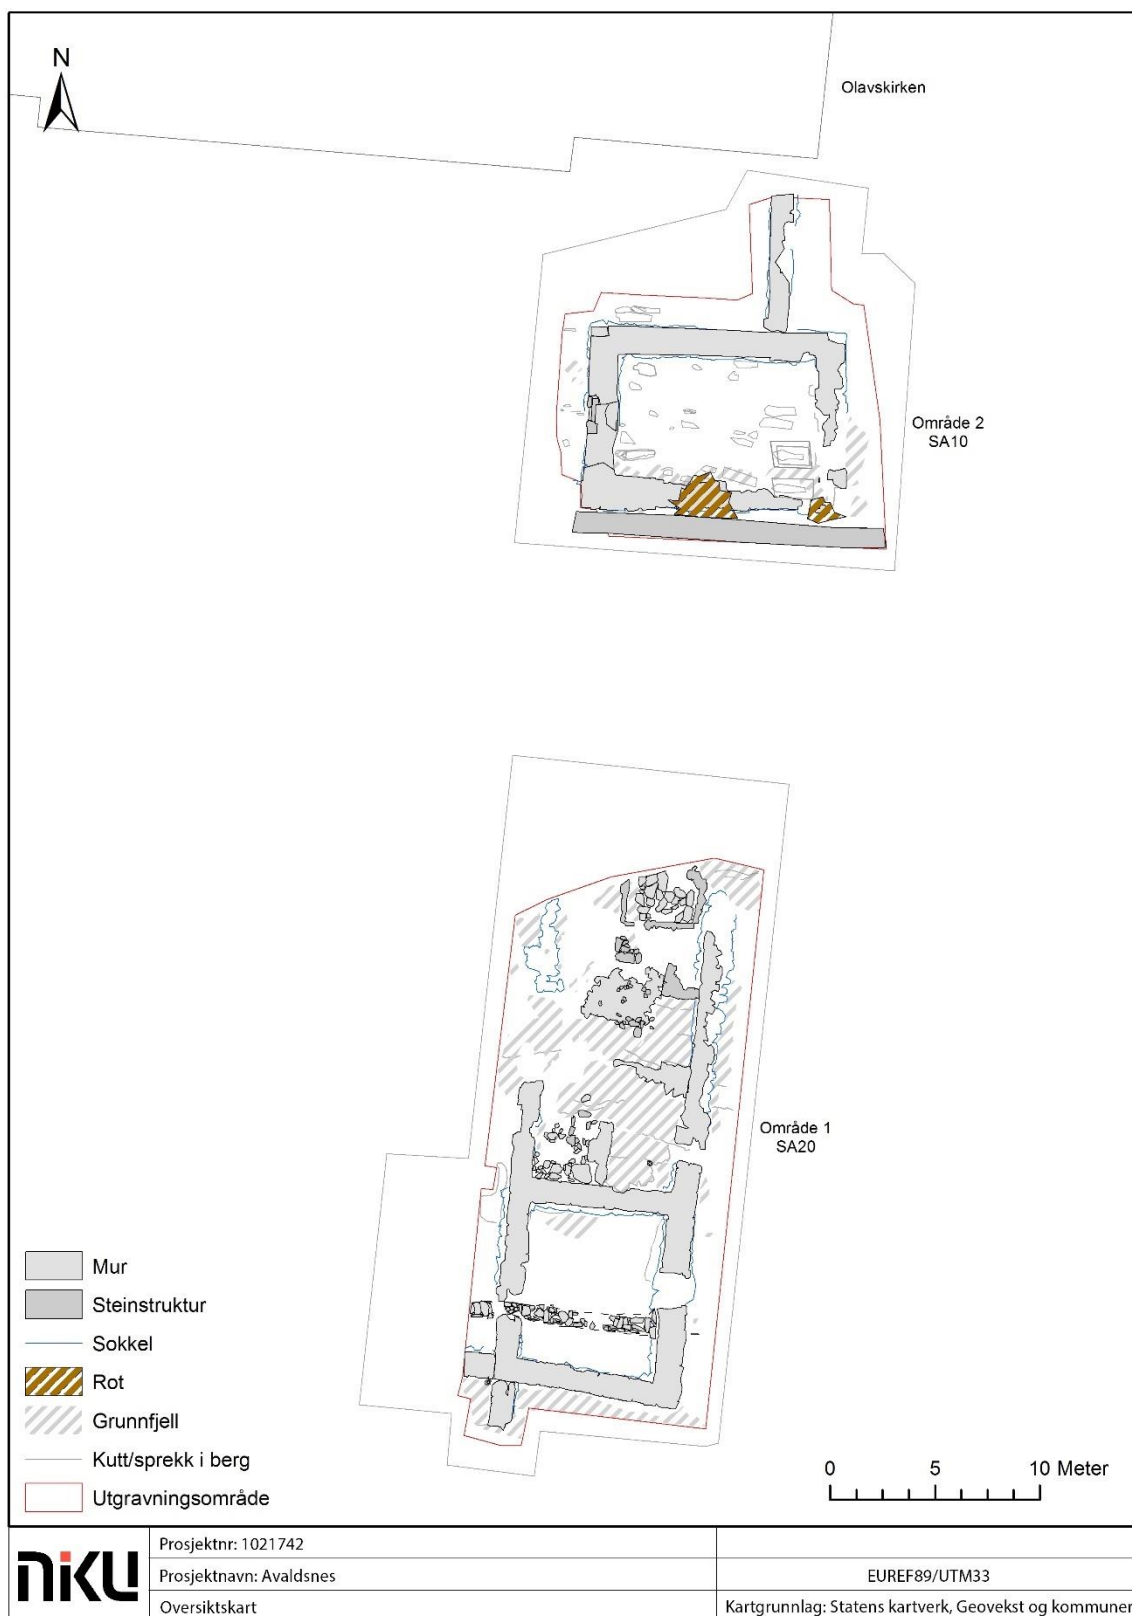 N
Olavskirken
Område 2
SA10
Område 1
SA20
Mur
Steinstruktur
Sokkel
Rot
Grunnfjell
Kutt/sprekk i berg
Utgravningsområde
0 5 10 Meter
niku
Prosjektnr: 1021742
Prosjektnavn: Avaldsnes
EUREF89/UTM33
Oversiktskart
Kartgrunnlag: Statens kartverk, Geovekst og kommuner